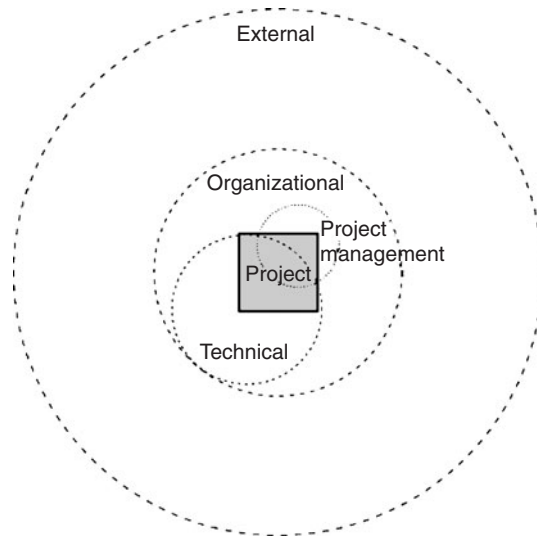 External
Organizational
Project
management
Project
Technical